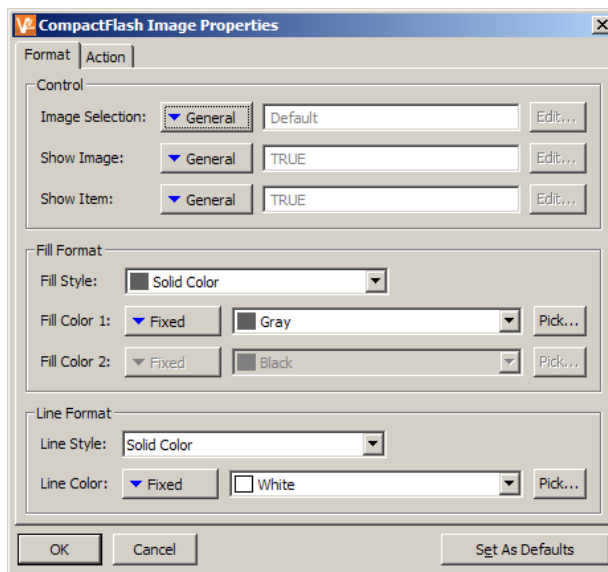 CompactFlash Image Properties
Format Action
Control
Image Selection: General Default Edit...
Show Image: General TRUE Edit...
Show Item: General TRUE Edit...
Fill Format
Fill Style: Solid Color
Fill Color 1: Fixed Gray Pick...
Fill Color 2: Fixed Black Pick...
Line Format
Line Style: Solid Color
Line Color: Fixed White Pick...
OK Cancel Set As Defaults